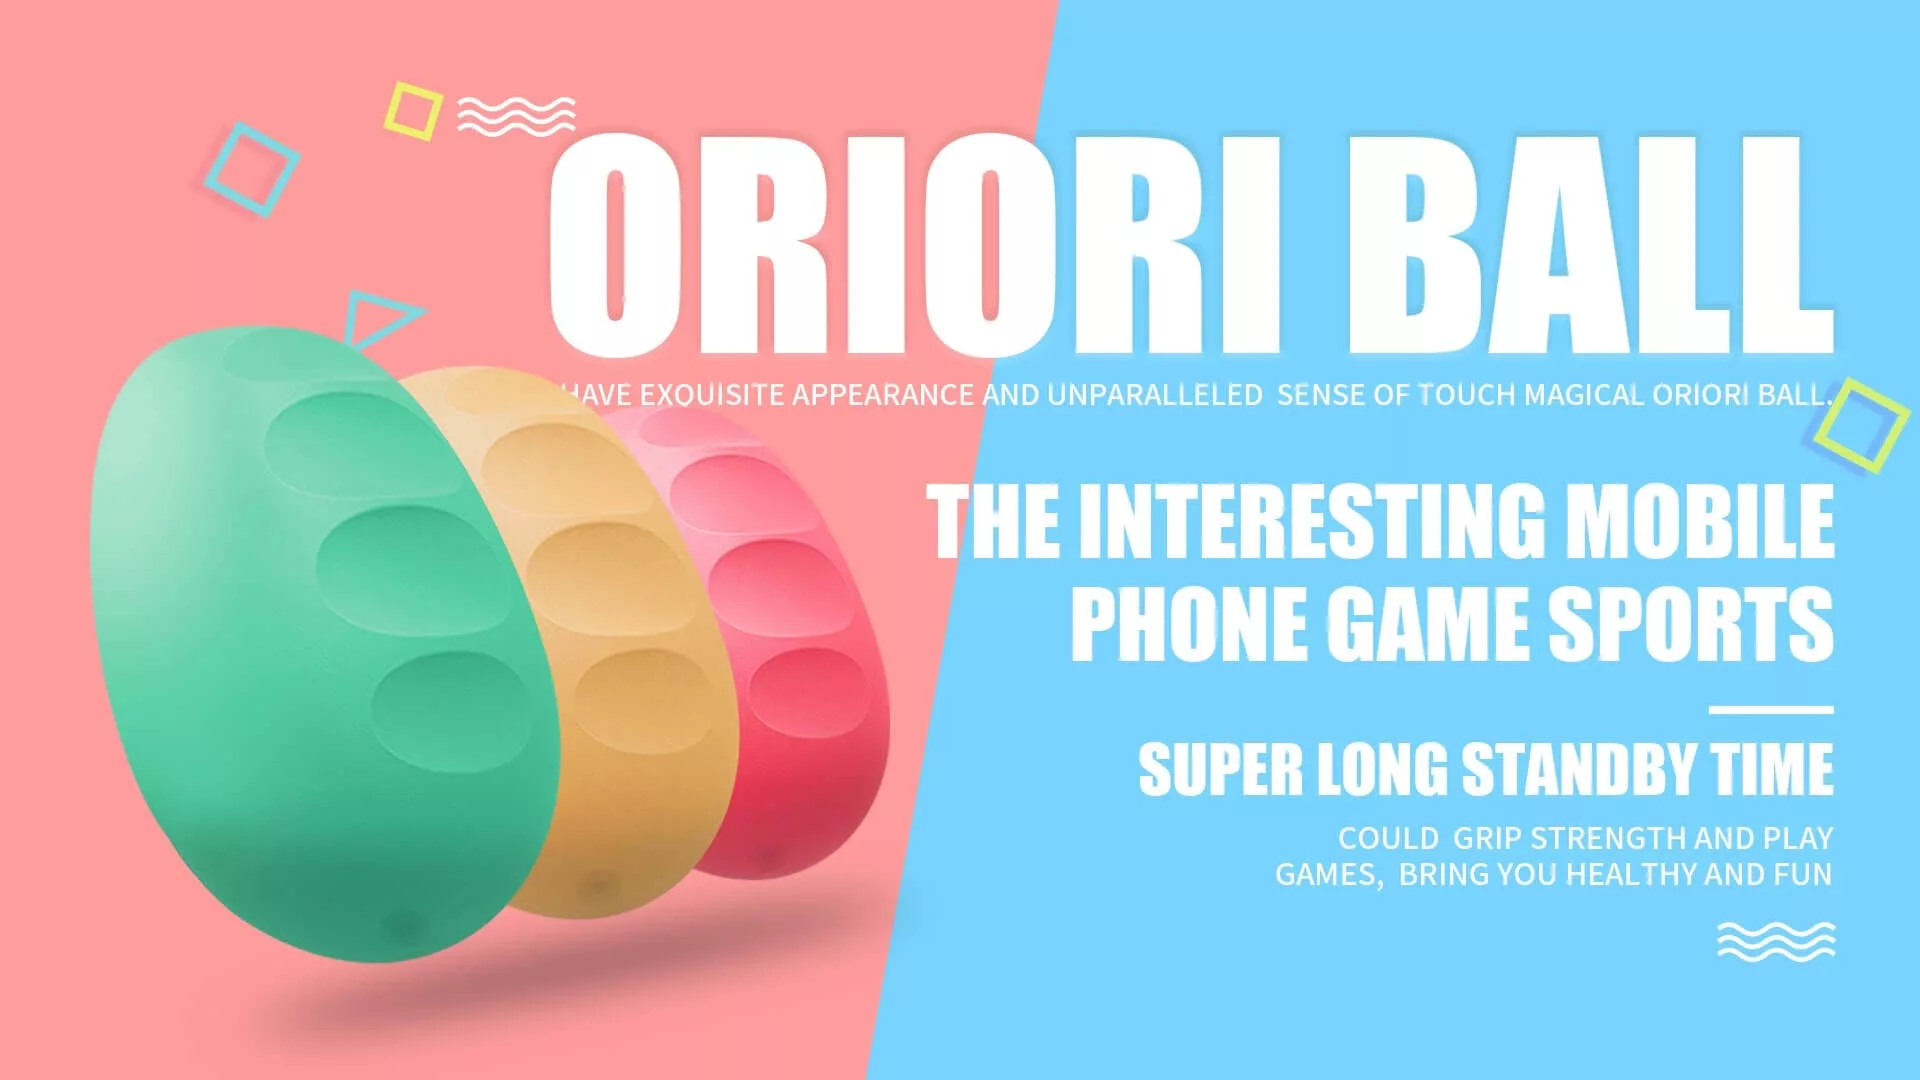 ORIORI BALL
HAVE EXQUISITE APPEARANCE AND UNPARALLELED SENSE OF TOUCH MAGICAL ORIORI BALL.
THE INTERESTING MOBILE
PHONE GAME SPORTS
SUPER LONG STANDBY TIME
COULD GRIP STRENGTH AND PLAY
GAMES, BRING YOU HEALTHY AND FUN